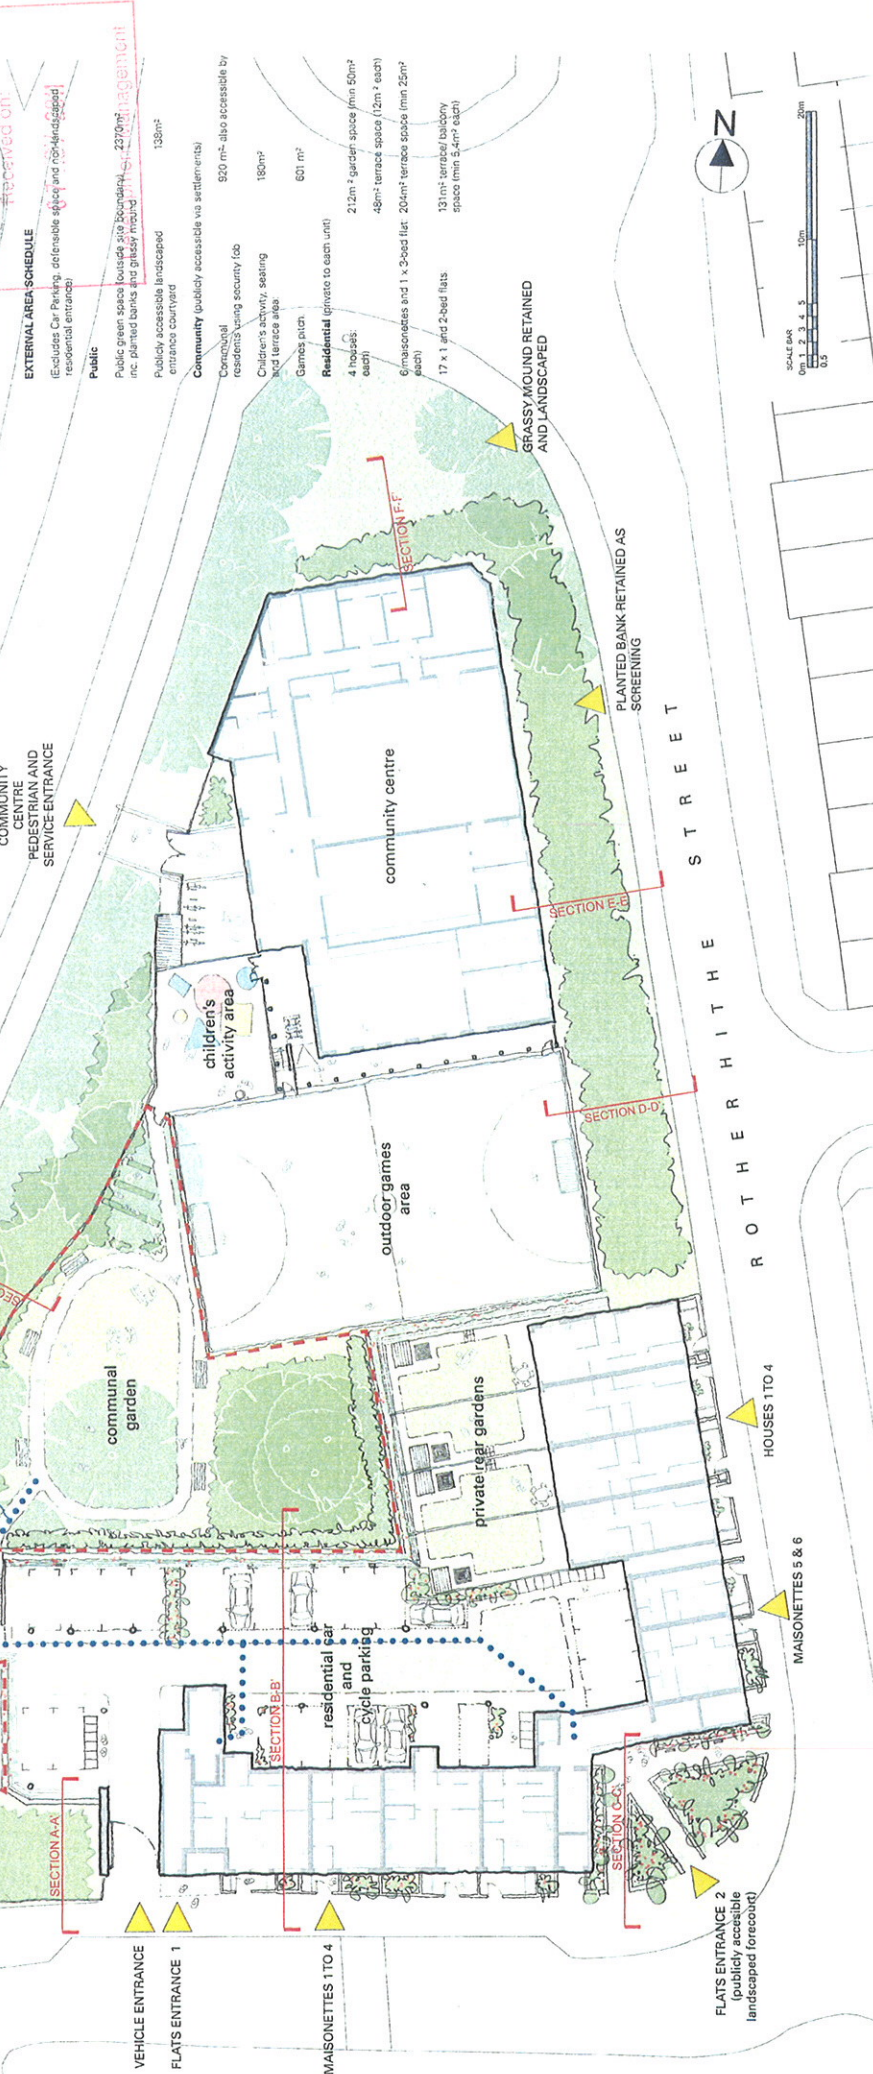 Received on:
EXTERNAL AREA SCHEDULE
(Excludes Car Parking, defensible space and non-landscaped
residential entrance)
Public
Public green space (outside site boundary) 2370m²
inc. planted banks and grassy mound
Publicly accessible landscaped 138m²
entrance courtyard
Community (publicly accessible via settlements)
Communal 920 m²- also accessible by
residents using security fob
Children's activity, seating 180m²
and terrace area
Games pitch 601 m²
Residential (private to each unit)
4 houses: 212m² garden space (min 50m²
each)
48m² terrace space (12m² each)
6 maisonettes and 1 x 3-bed flat 204m² terrace space (min 25m²
each)
17 x 1 and 2-bed flats 131m² terrace/ balcony
space (min 5.4m² each)
N
SCALE BAR
0m 1 2 3 4 5 10m 20m
0.5
COMMUNITY
CENTRE
PEDESTRIAN AND
SERVICE ENTRANCE
GRASSY MOUND RETAINED
AND LANDSCAPED
SECTION F-F'
PLANTED BANK RETAINED AS
SCREENING
community centre
SECTION E-E
children's
activity area
SECTION D-D'
outdoor games
area
ROTHERHITHE STREET
communal
garden
private rear gardens
HOUSES 1 TO 4
MAISONETTES 5 & 6
residential car
and
cycle parking
SECTION B-B'
SECTION A-A'
SECTION C-C'
VEHICLE ENTRANCE
FLATS ENTRANCE 1
MAISONETTES 1 TO 4
FLATS ENTRANCE 2
(publicly accesible
landscaped forecourt)